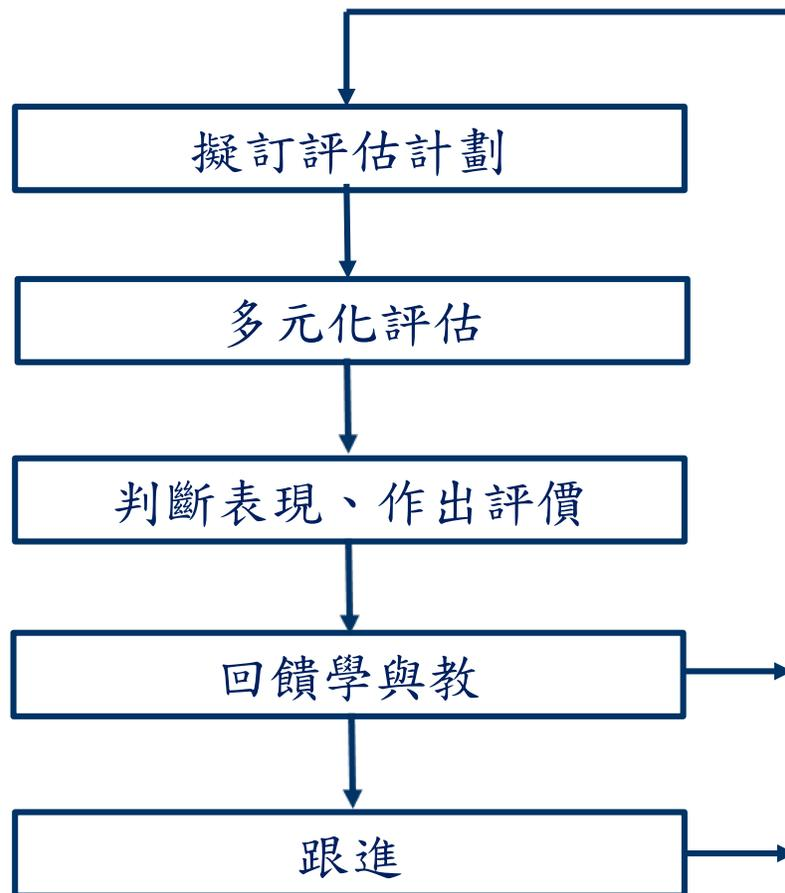 擬訂評估計劃
多元化評估
判斷表現、作出評價
回饋學與教
跟進